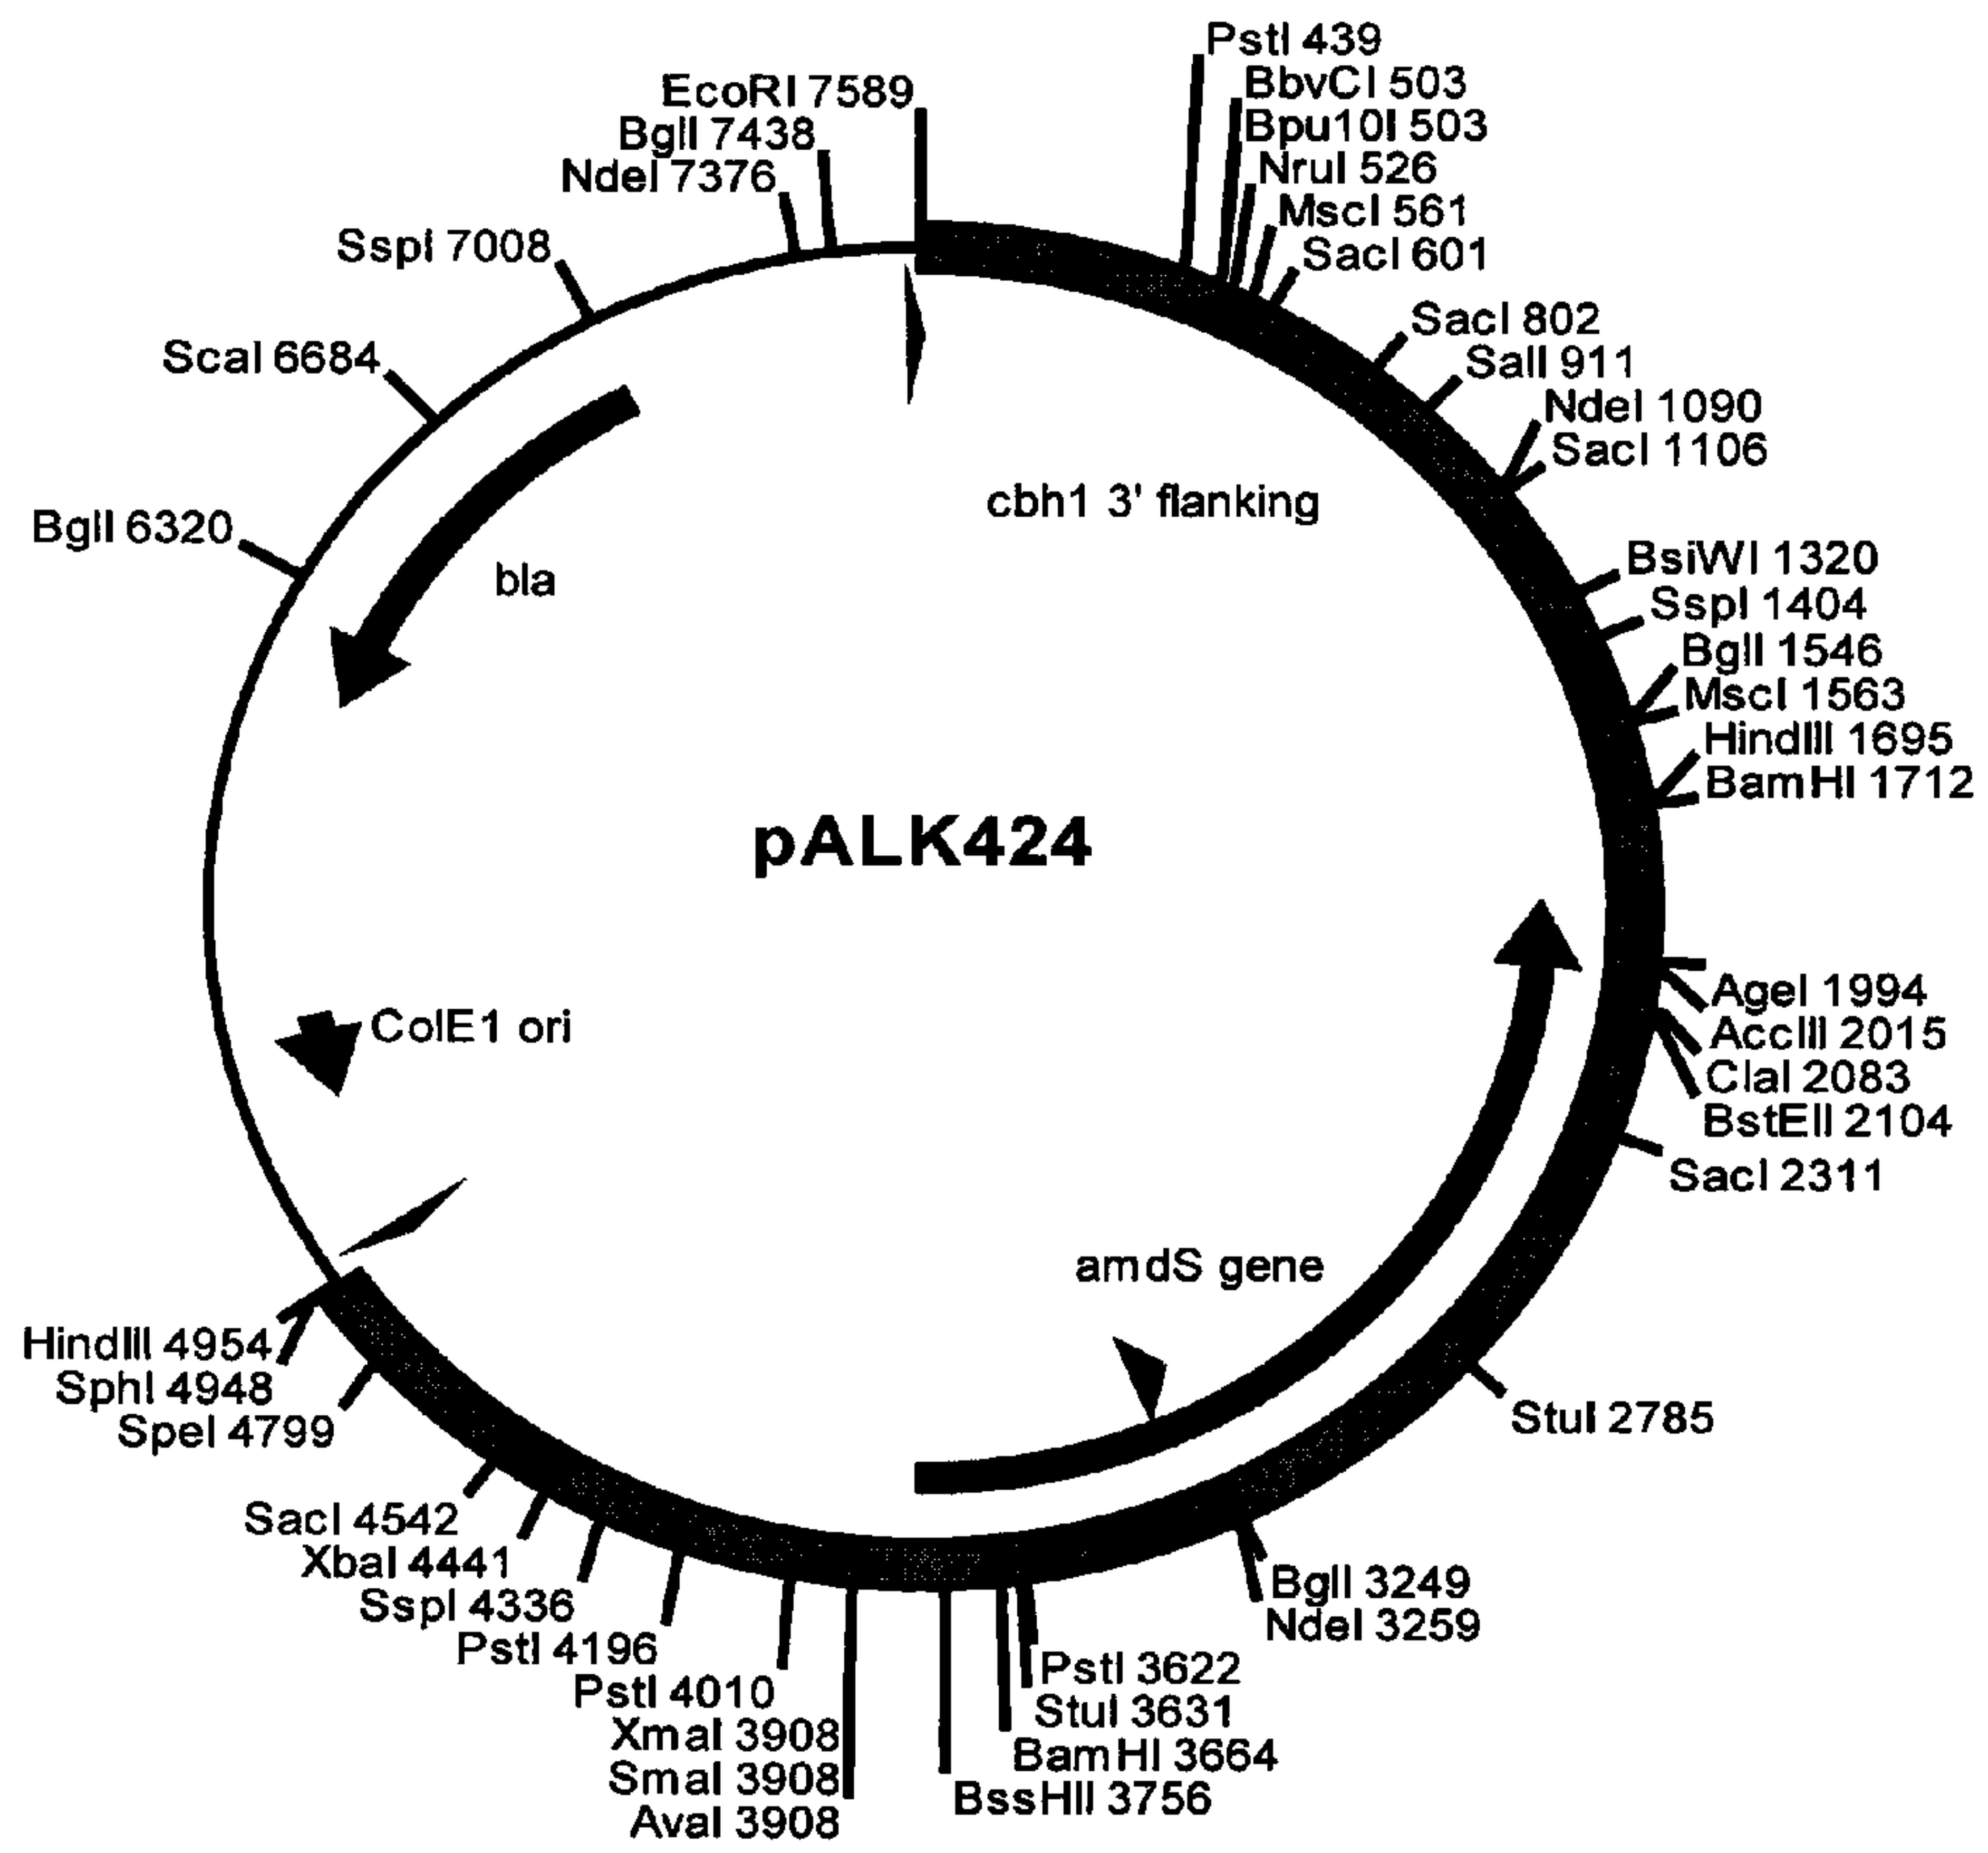 PstI 439
BbvCI 503
Bpu10I 503
NruI 526
MscI 561
SacI 601
SacI 802
SalI 911
NdeI 1090
SacI 1106
BsiWI 1320
SspI 1404
BglI 1546
MscI 1563
HindIII 1695
BamHI 1712
AgeI 1994
AccIII 2015
ClaI 2083
BstEII 2104
SacI 2311
StuI 2785
BglI 3249
NdeI 3259
PstI 3622
StuI 3631
BamHI 3664
BssHII 3756
XmaI 3908
SmaI 3908
AvaI 3908
PstI 4010
PstI 4196
SspI 4336
XbaI 4441
SacI 4542
SpeI 4799
SphI 4948
HindIII 4954
BglI 6320
ScaI 6684
SspI 7008
NdeI 7376
BglI 7438
EcoRI 7589
cbh1 3' flanking
bla
pALK424
ColE1 ori
amdS gene